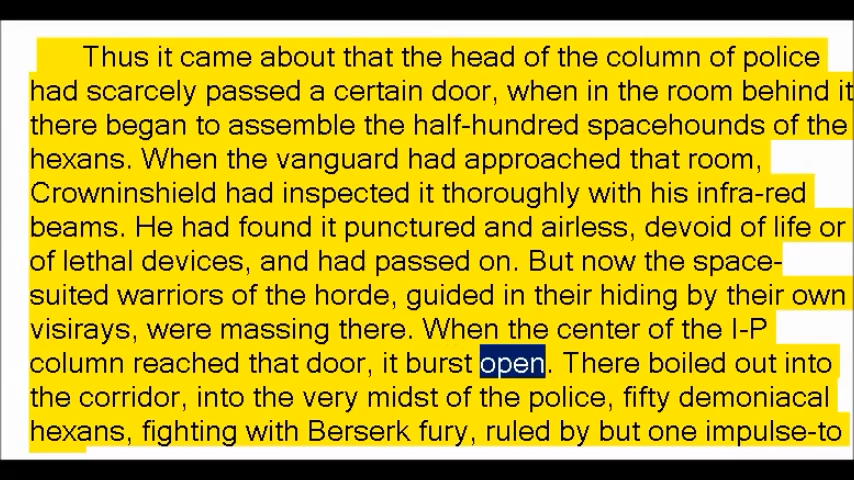 Thus it came about that the head of the column of police
had scarcely passed a certain door, when in the room behind it
there began to assemble the half-hundred spacehounds of the
hexans. When the vanguard had approached that room,
Crowninshield had inspected it thoroughly with his infra-red
beams. He had found it punctured and airless, devoid of life or
of lethal devices, and had passed on. But now the space-
suited warriors of the horde, guided in their hiding by their own
visirays, were massing there. When the center of the I-P
column reached that door, it burst open. There boiled out into
the corridor, into the very midst of the police, fifty demoniacal
hexans, fighting with Berserk fury, ruled by but one impulse-to